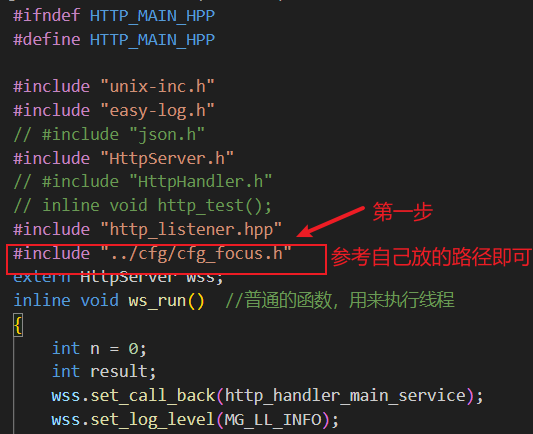 #ifndef HTTP_MAIN_HPP
#define HTTP_MAIN_HPP
#include "unix-inc.h"
#include "easy-log.h"
// #include "json.h"
#include "HttpServer.h"
// #include "HttpHandler.h"
// inline void http_test();
第一步
#include "http_listener.hpp"
#include "../cfg/cfg_focus.h"
参考自己放的路径即可
extern HttpServer wss;
inline void ws_run()  //普通的函数，用来执行线程
{
    int n = 0;
    int result;
    wss.set_call_back(http_handler_main_service);
    wss.set_log_level(MG_LL_INFO);